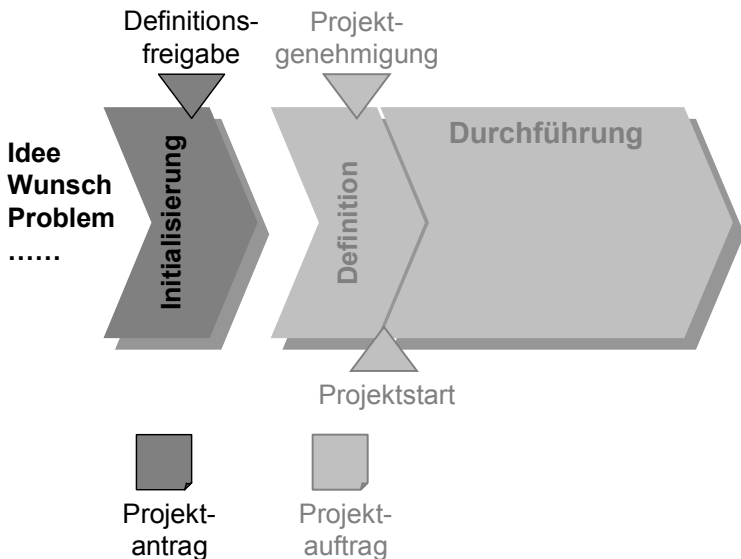 Definitions-
freigabe
Projekt-
genehmigung
Idee
Wunsch
Problem
……
Initialisierung
Definition
Durchführung
Projektstart
Projekt-
antrag
Projekt-
auftrag